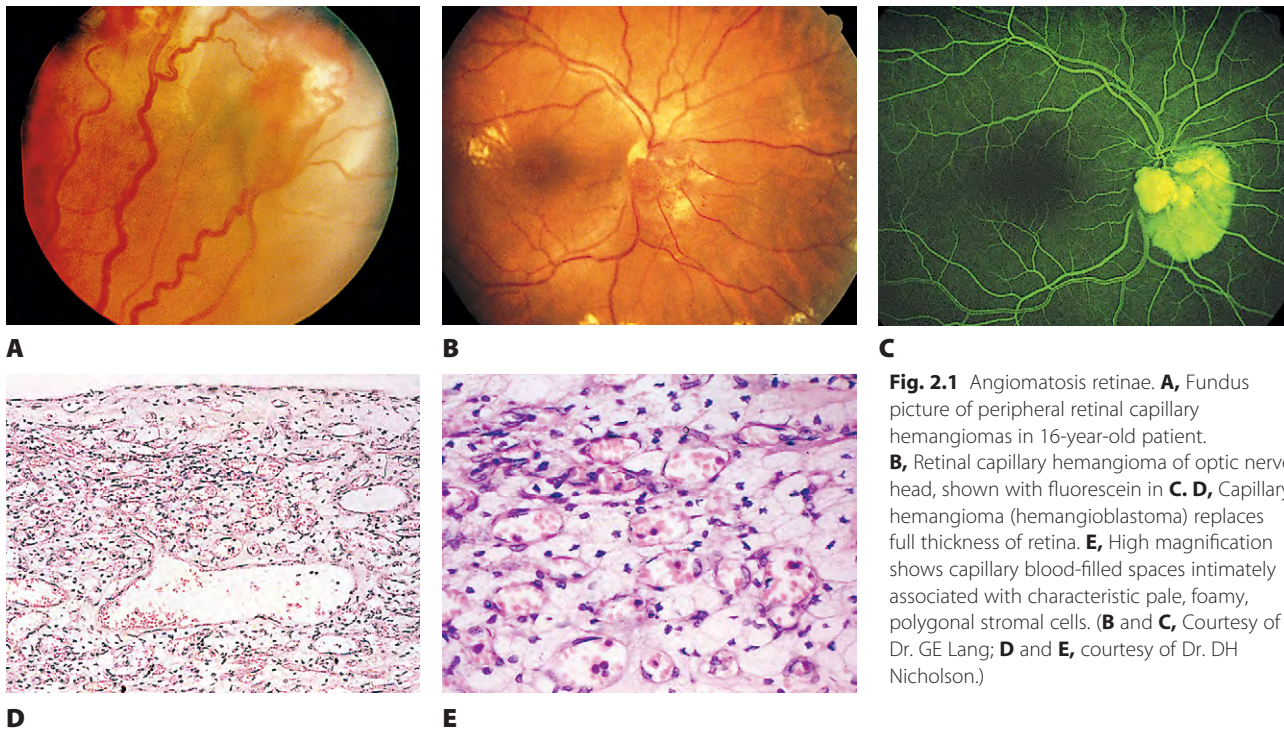 A
B
C
D
E
Fig. 2.1 Angiomatosis retinae. A, Fundus
picture of peripheral retinal capillary
hemangiomas in 16-year-old patient.
B, Retinal capillary hemangioma of optic nerve
head, shown with fluorescein in C. D, Capillary
hemangioma (hemangioblastoma) replaces
full thickness of retina. E, High magnification
shows capillary blood-filled spaces intimately
associated with characteristic pale, foamy,
polygonal stromal cells. (B and C, Courtesy of
Dr. GE Lang; D and E, courtesy of Dr. DH
Nicholson.)